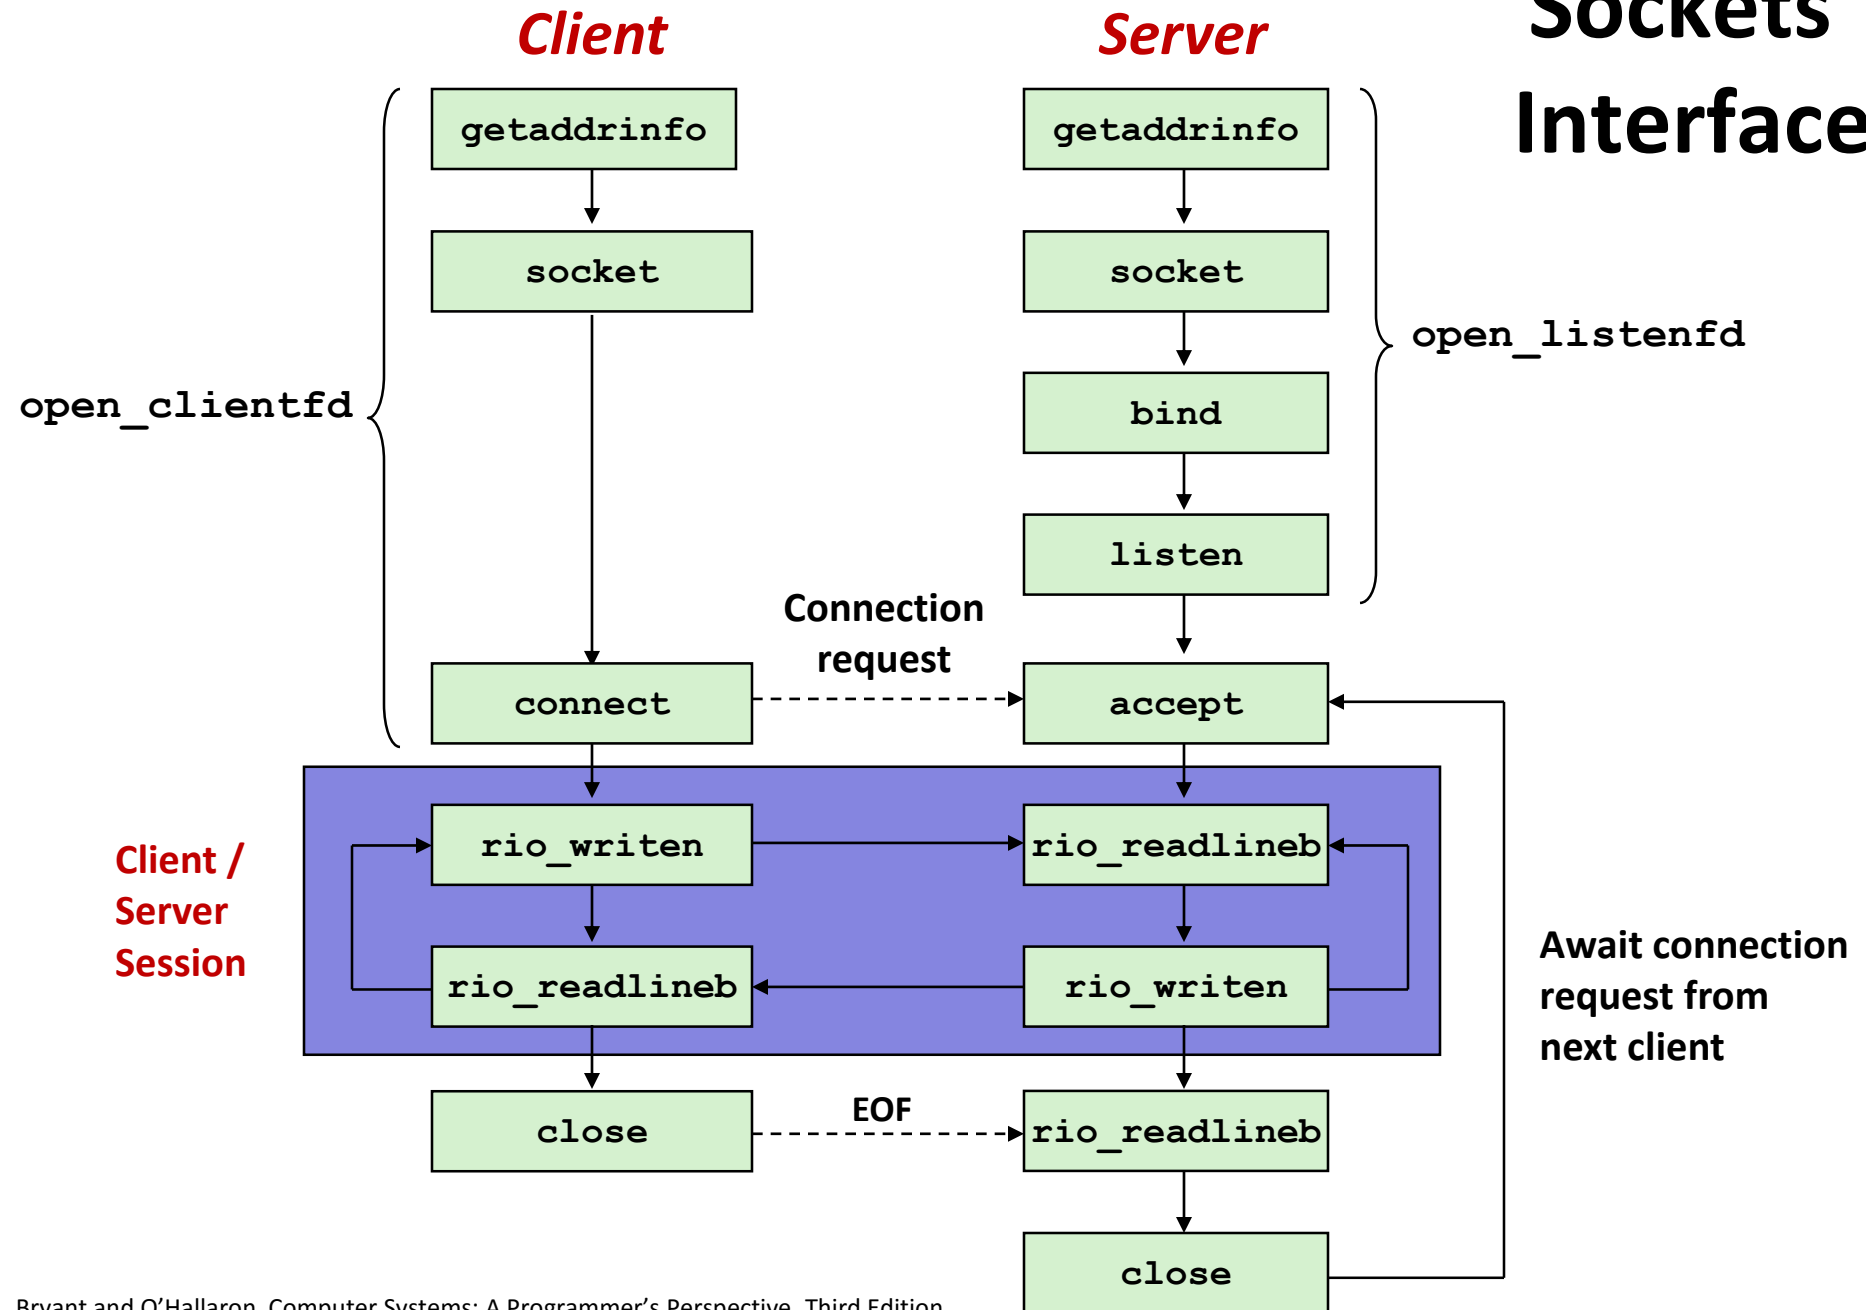 Sockets
Interface
Client
Server
getaddrinfo
getaddrinfo
socket
socket
open_listenfd
open_clientfd
bind
listen
Connection
request
connect
accept
Client /
Server
Session
rio_writen
rio_readlineb
rio_readlineb
rio_writen
Await connection
request from
next client
close
EOF
rio_readlineb
close
Bryant and O'Hallaron, Computer Systems: A Programmer's Perspective, Third Edition